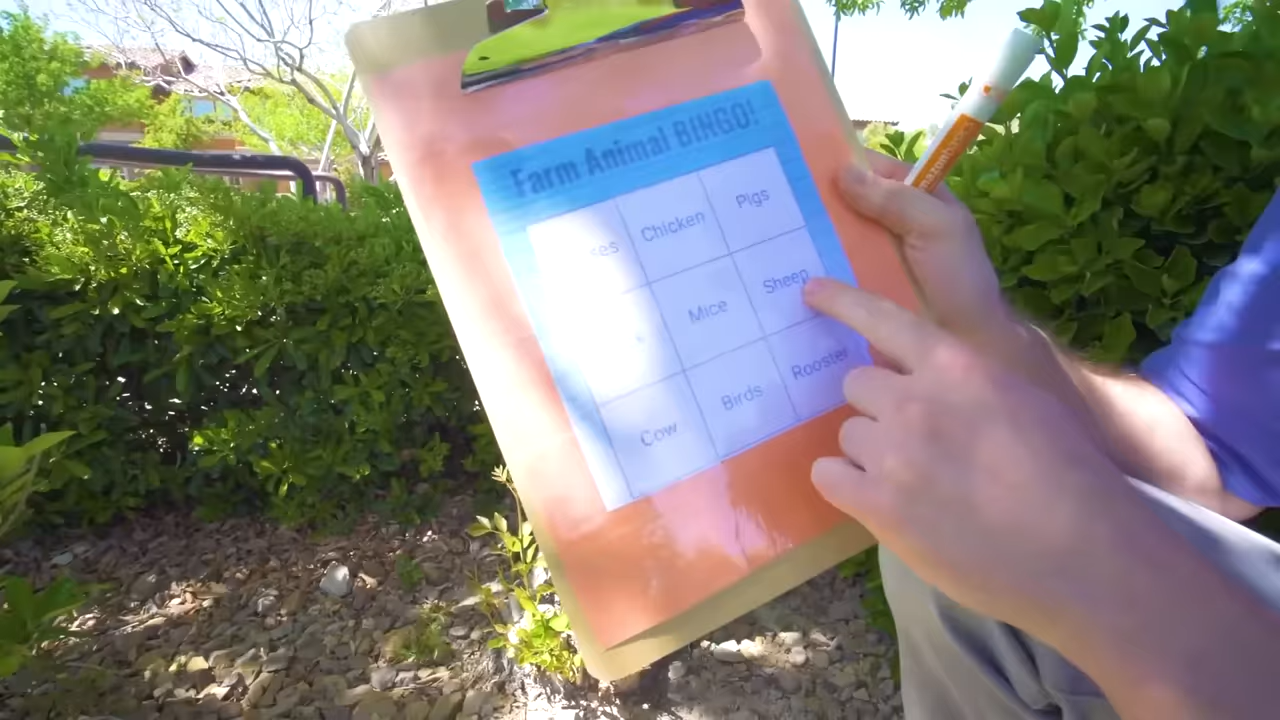 Farm Animal BINGO!
Chicken Pigs
Mice Sheep
Cow Birds Rooster